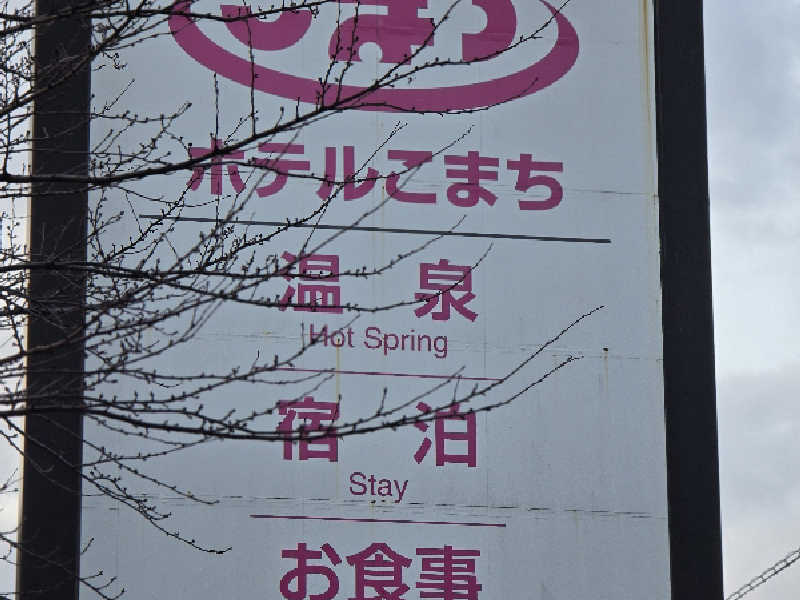 ホテルこまち
温泉
Hot Spring
宿泊
Stay
お食事